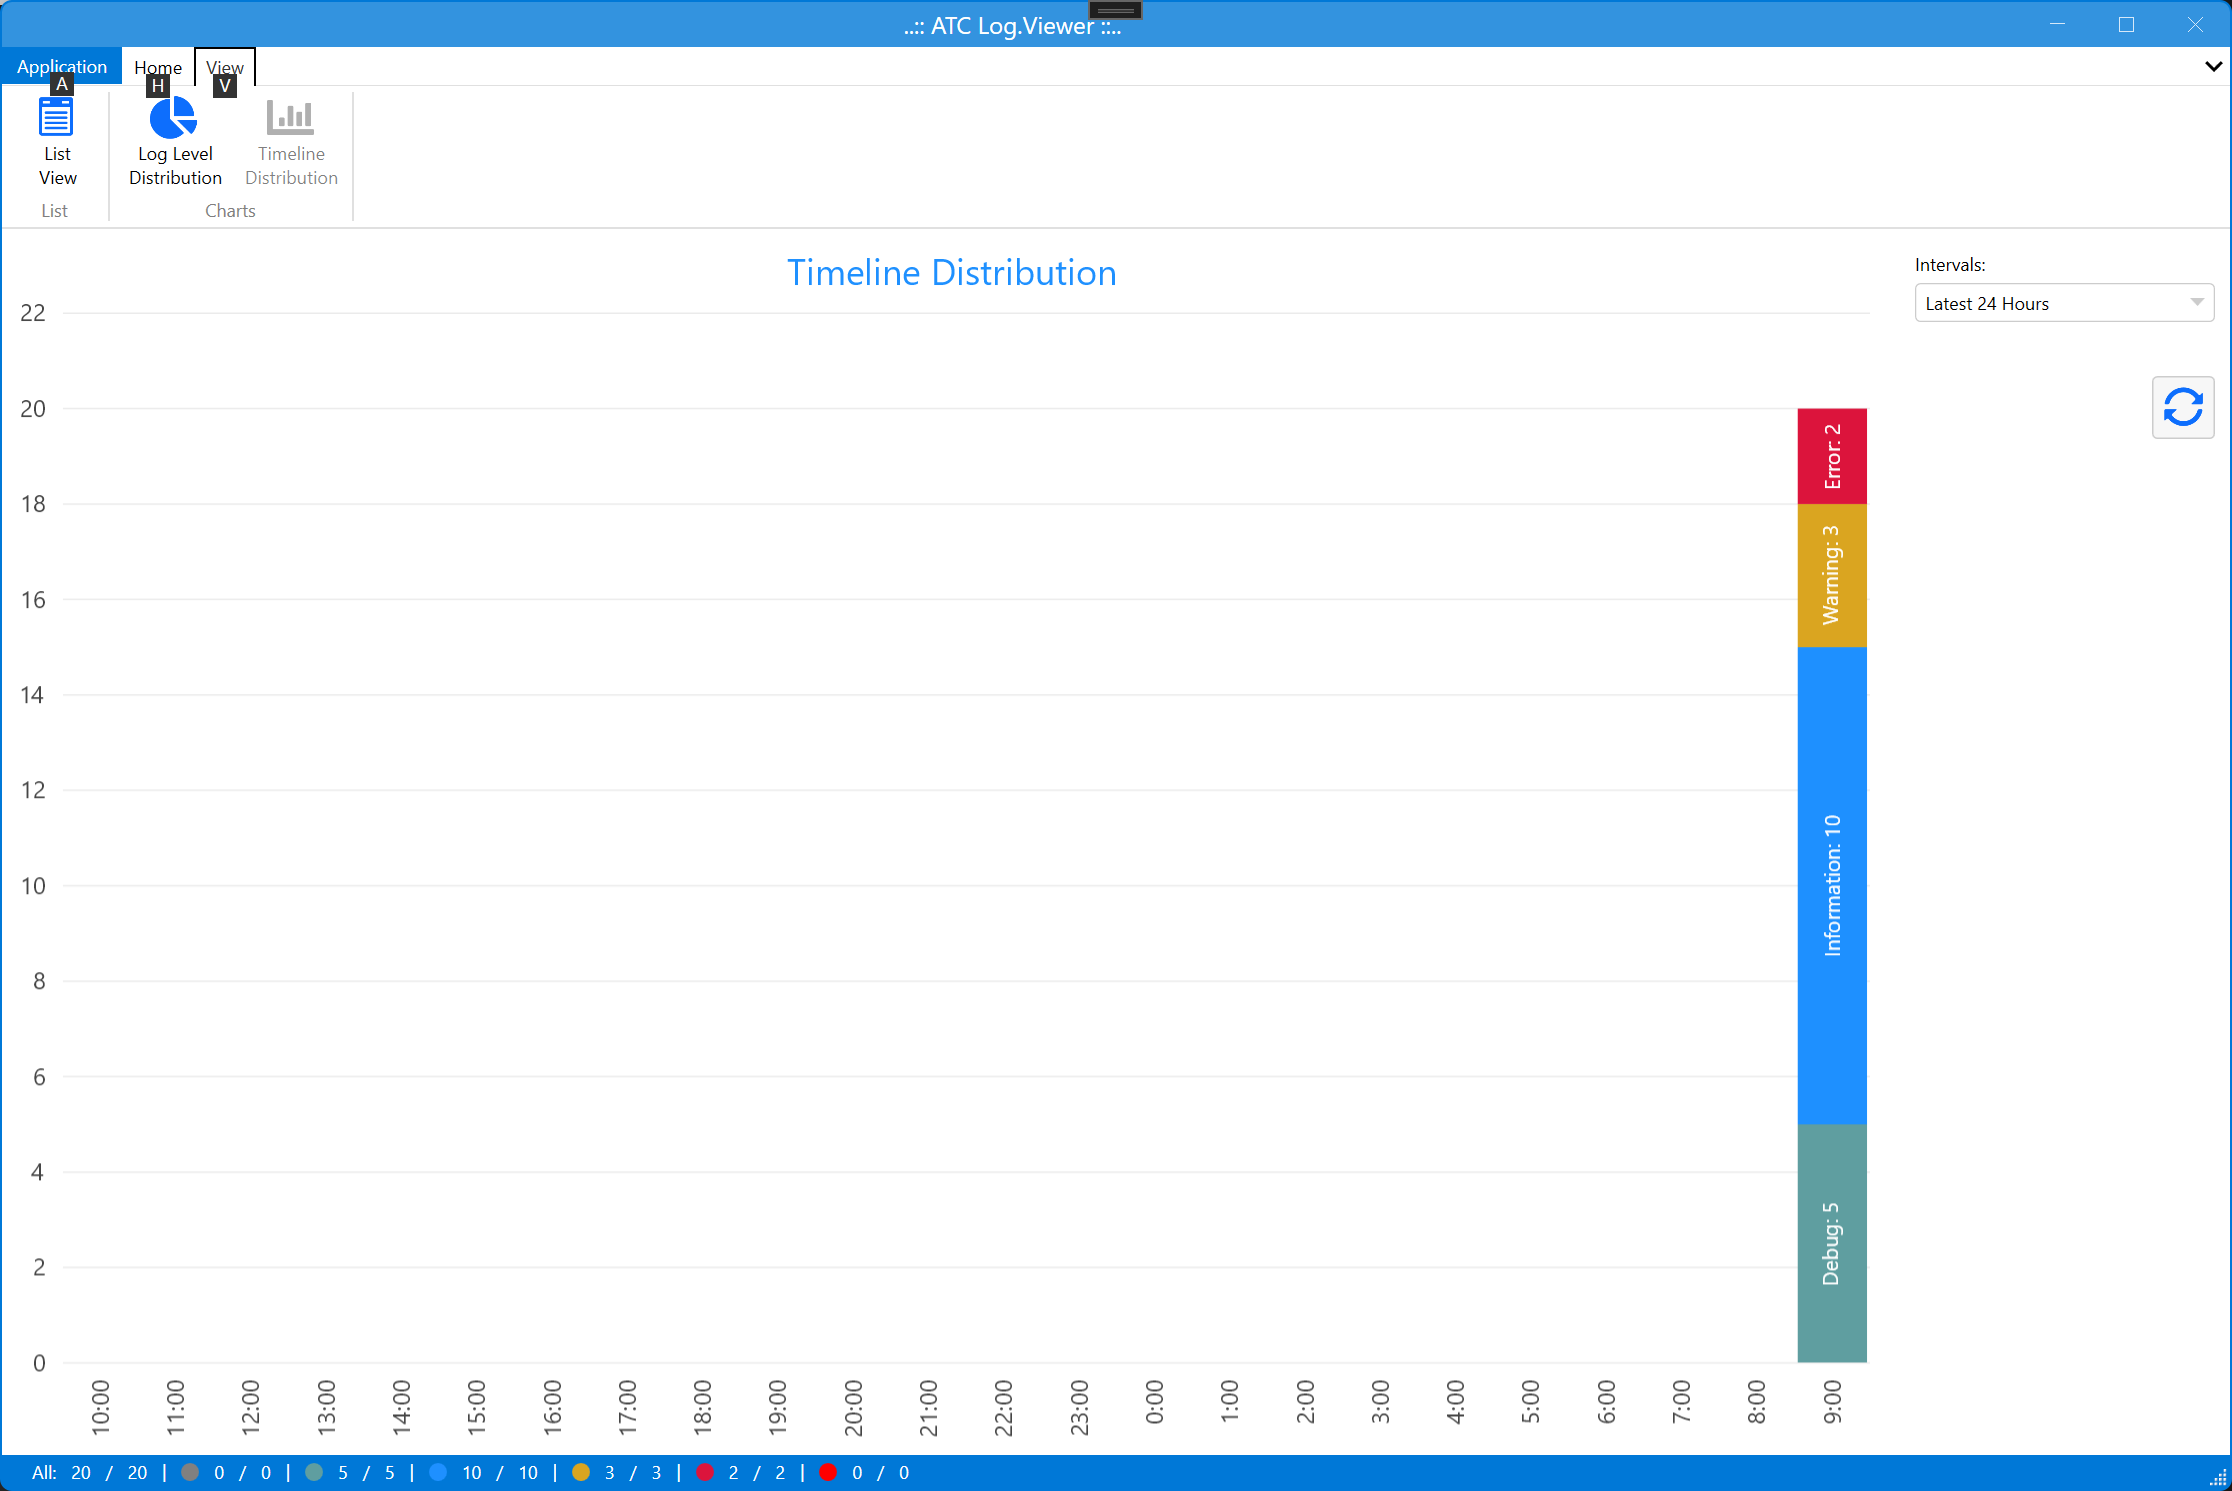 ..:: ATC Log.Viewer ::..
Application
Home
View
A
H
V
List
View
Log Level
Distribution
Timeline
Distribution
List
Charts
Timeline Distribution
Intervals:
Latest 24 Hours
22
20
18
16
14
12
10
8
6
4
2
0
Error: 2
Warning: 3
Information: 10
Debug: 5
10:00
11:00
12:00
13:00
14:00
15:00
16:00
17:00
18:00
19:00
20:00
21:00
22:00
23:00
0:00
1:00
2:00
3:00
4:00
5:00
6:00
7:00
8:00
9:00
All: 20 / 20 | 0 / 0 | 5 / 5 | 10 / 10 | 3 / 3 | 2 / 2 | 0 / 0